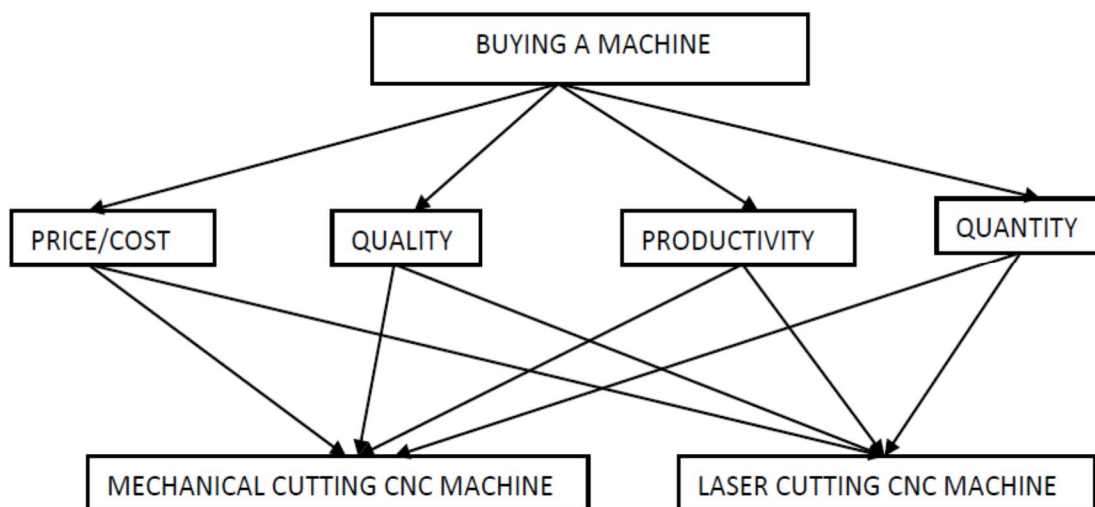 BUYING A MACHINE
PRICE/COST
QUALITY
PRODUCTIVITY
QUANTITY
MECHANICAL CUTTING CNC MACHINE
LASER CUTTING CNC MACHINE